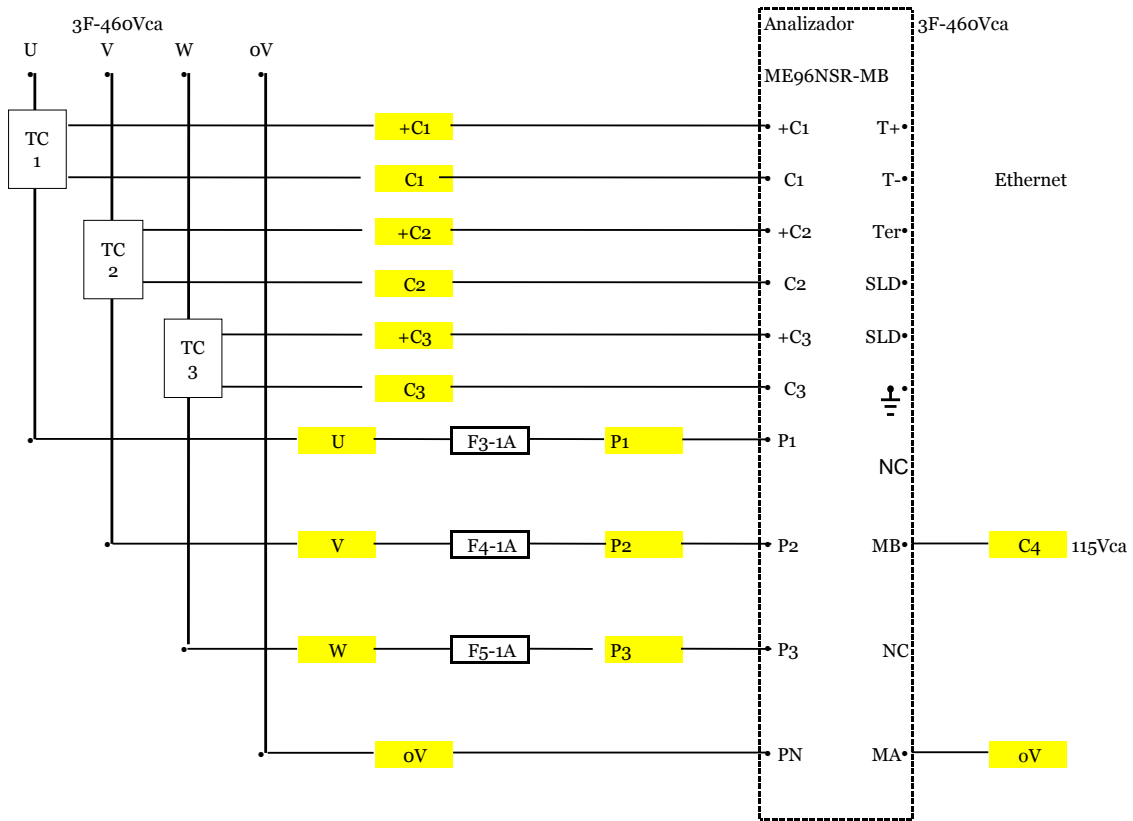 3F-460Vca
U V W 0V
Analizador 3F-460Vca
ME96NSR-MB
TC
1
+C1 +C1 T+
C1 C1 T- Ethernet
TC
2
+C2 +C2 Ter
C2 C2 SLD
TC
3
+C3 +C3 SLD
C3 C3
U F3-1A P1 P1
NC
V F4-1A P2 P2 MB C4 115Vca
W F5-1A P3 P3 NC
0V PN MA 0V